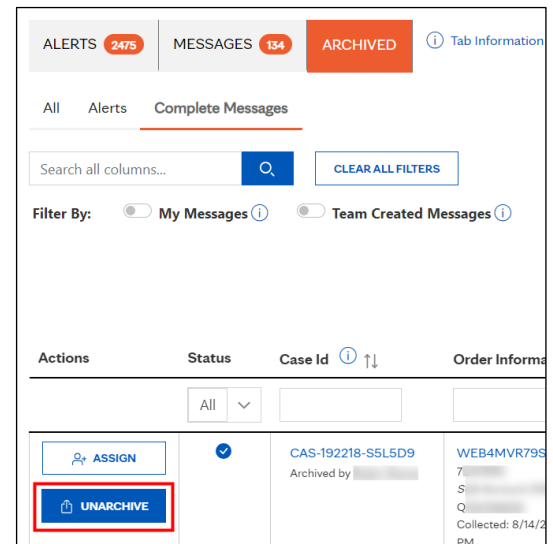 ALERTS 2475 MESSAGES 134 ARCHIVED Tab Information
All Alerts Complete Messages
Search all columns... CLEAR ALL FILTERS
Filter By: My Messages Team Created Messages
Actions Status Case Id Order Informa
All
ASSIGN CAS-192218-S5L5D9 WEB4MVR79S
Archived by 7
S
UNARCHIVE Q
Collected: 8/14/2
PM